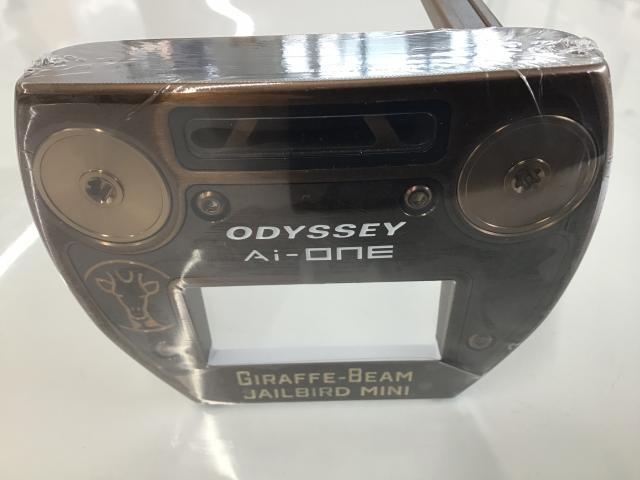 ODYSSEY
Ai-ONE
GIRAFFE-BEAM
JAILBIRD MINI